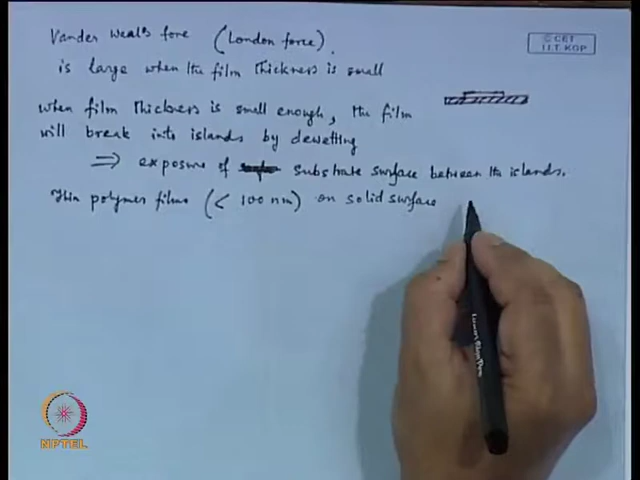 Vander Weal's force (London force).
is large when the film thickness is small
when film thickness is small enough, the film
will break into islands by dewetting
⇒ exposure of substrate surface between the islands.
Thin polymer films (< 100 nm) on solid surface
© CET
I.I.T. KGP
NPTEL